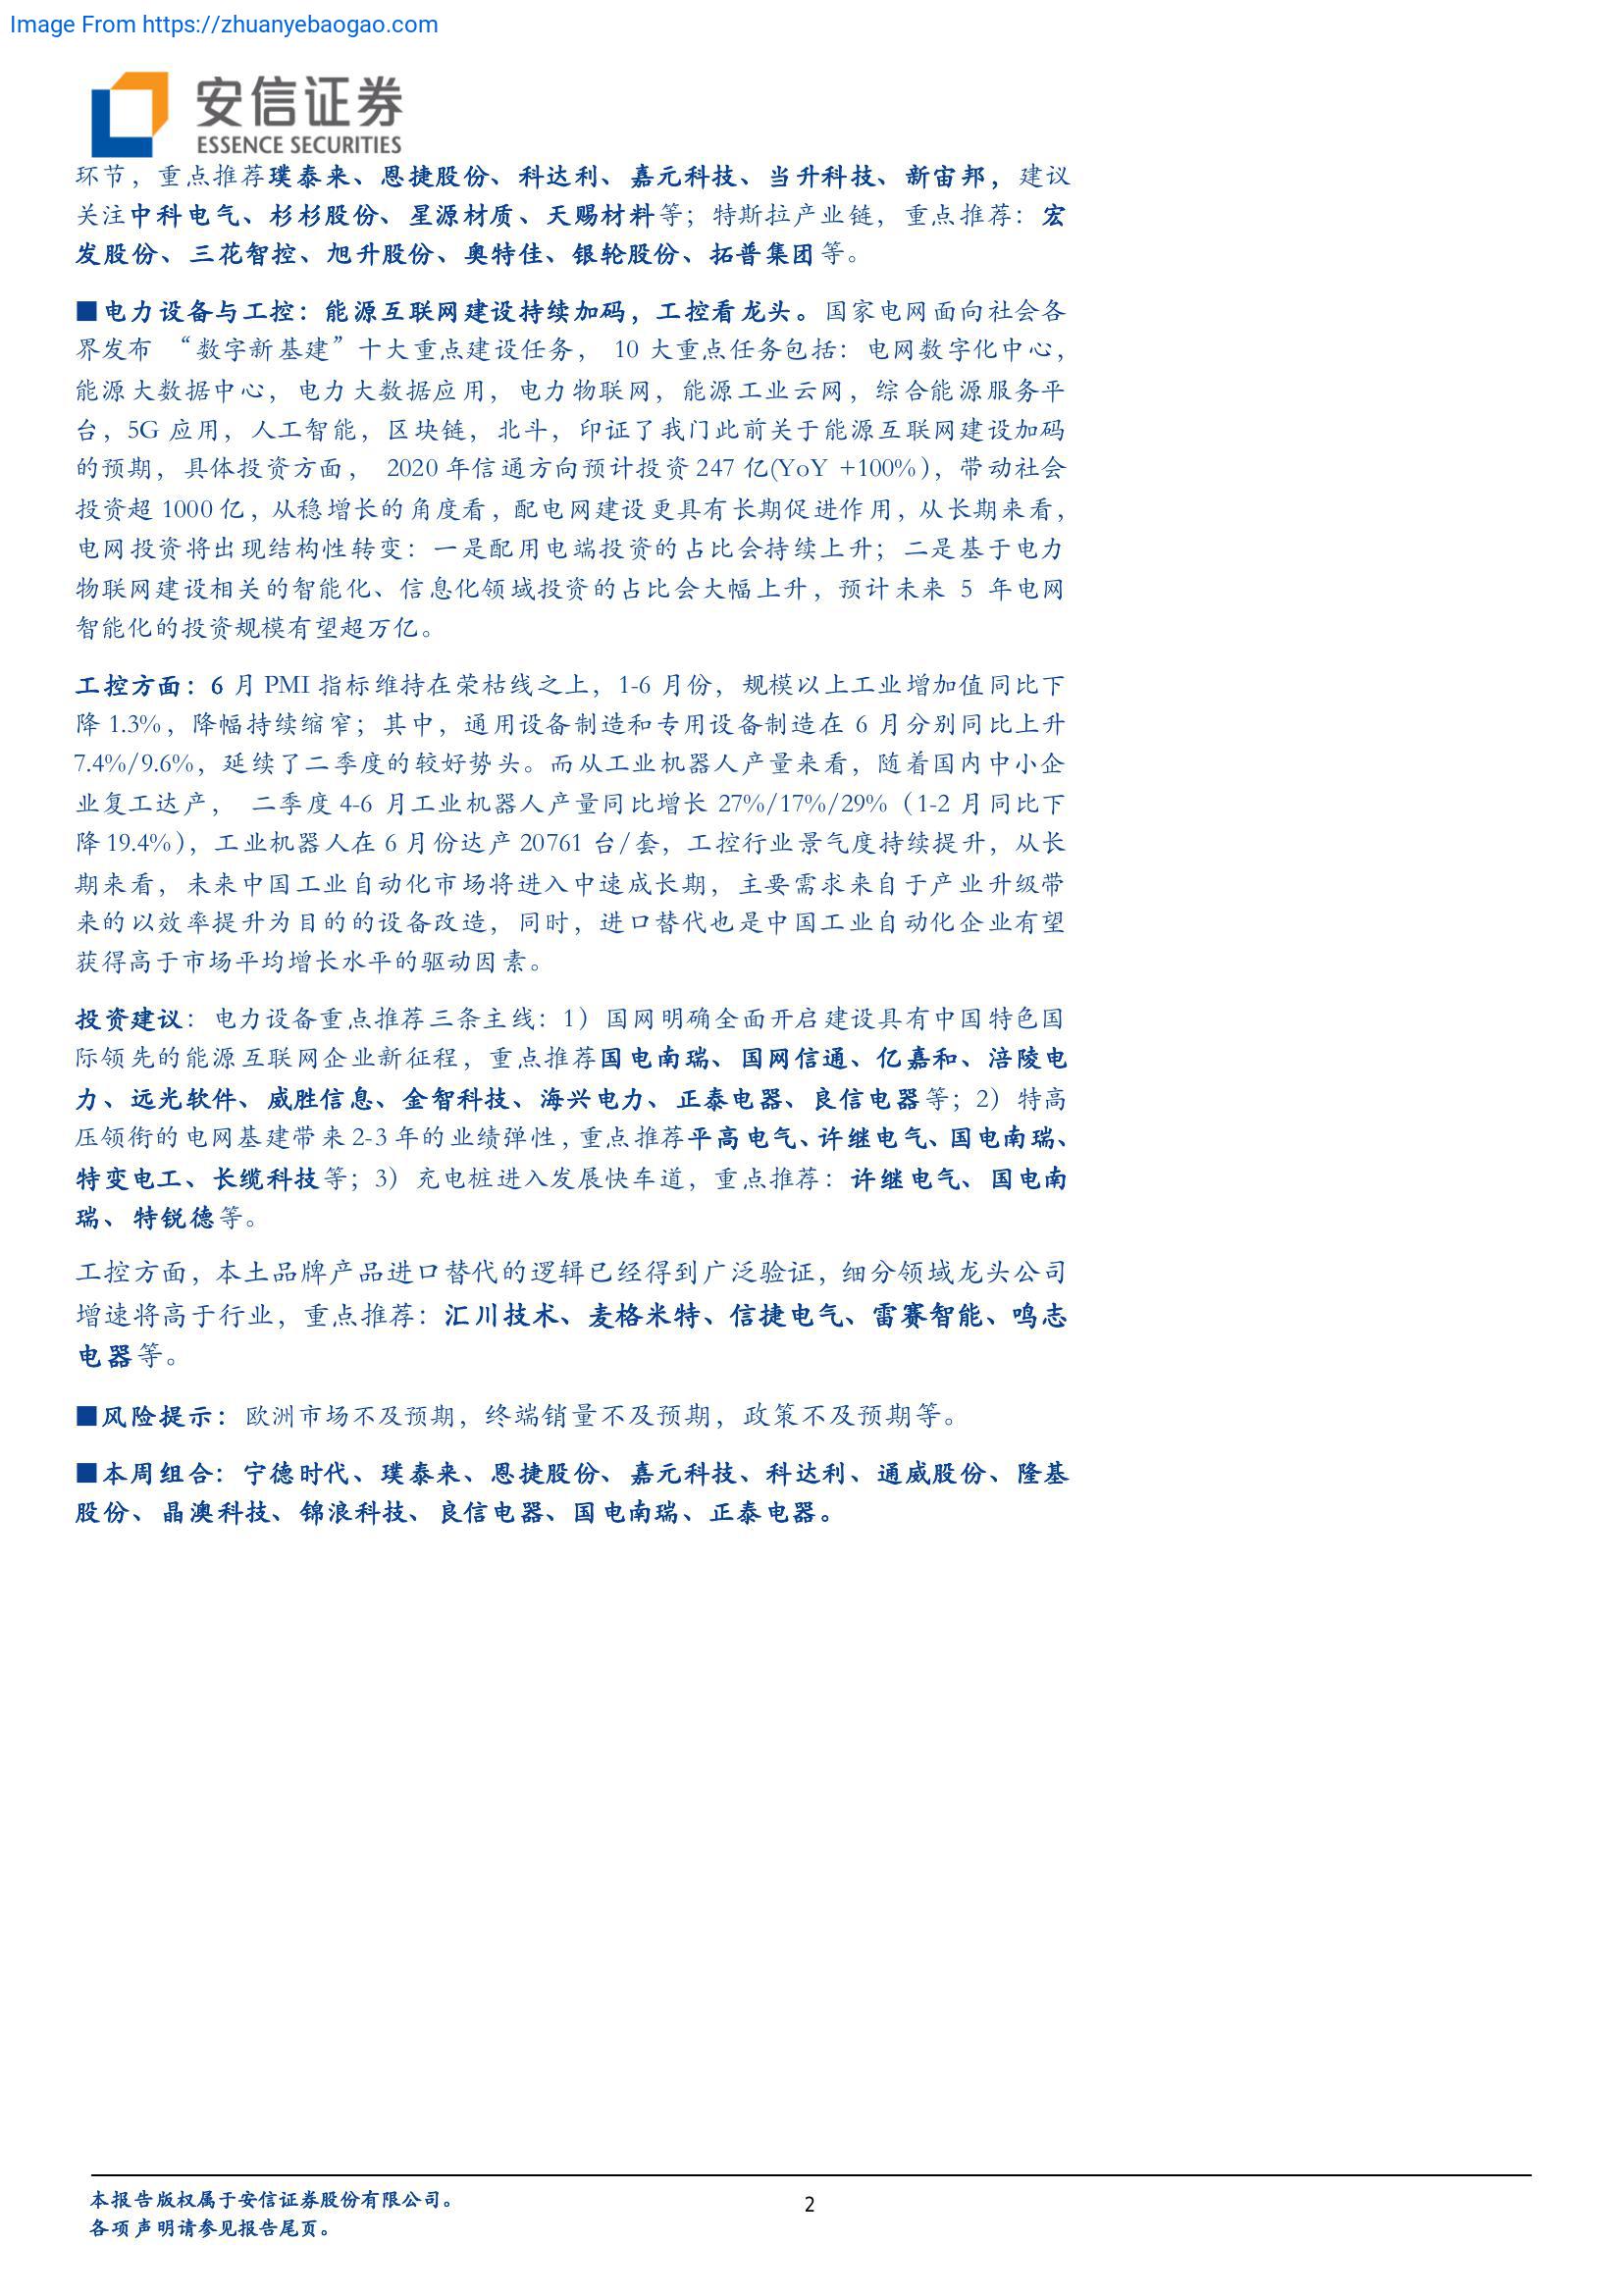 Image From https://zhuanyebaogao.com
安信证券
ESSENCE SECURITIES
环节，重点推荐璞泰来、恩捷股份、科达利、嘉元科技、当升科技、新宙邦，建议
关注中科电气、杉杉股份、星源材质、天赐材料等；特斯拉产业链，重点推荐：宏
发股份、三花智控、旭升股份、奥特佳、银轮股份、拓普集团等。
■电力设备与工控：能源互联网建设持续加码，工控看龙头。国家电网面向社会各
界发布 “数字新基建”十大重点建设任务， 10 大重点任务包括：电网数字化中心，
能源大数据中心，电力大数据应用，电力物联网，能源工业云网，综合能源服务平
台，5G 应用，人工智能，区块链，北斗，印证了我们此前关于能源互联网建设加码
的预期，具体投资方面， 2020 年信通方向预计投资 247 亿(YoY +100%)，带动社会
投资超 1000 亿，从稳增长的角度看，配电网建设更具有长期促进作用，从长期来看，
电网投资将出现结构性转变：一是配用电端投资的占比会持续上升；二是基于电力
物联网建设相关的智能化、信息化领域投资的占比会大幅上升，预计未来 5 年电网
智能化的投资规模有望超万亿。
工控方面：6 月 PMI 指标维持在荣枯线之上，1-6 月份，规模以上工业增加值同比下
降 1.3%，降幅持续缩窄；其中，通用设备制造和专用设备制造在 6 月分别同比上升
7.4%/9.6%，延续了二季度的较好势头。而从工业机器人产量来看，随着国内中小企
业复工达产， 二季度 4-6 月工业机器人产量同比增长 27%/17%/29%（1-2 月同比下
降 19.4%），工业机器人在 6 月份达产 20761 台/套，工控行业景气度持续提升，从长
期来看，未来中国工业自动化市场将进入中速成长期，主要需求来自于产业升级带
来的以效率提升为目的的设备改造，同时，进口替代也是中国工业自动化企业有望
获得高于市场平均增长水平的驱动因素。
投资建议：电力设备重点推荐三条主线：1）国网明确全面开启建设具有中国特色国
际领先的能源互联网企业新征程，重点推荐国电南瑞、国网信通、亿嘉和、涪陵电
力、远光软件、威胜信息、金智科技、海兴电力、正泰电器、良信电器等；2）特高
压领衔的电网基建带来 2-3 年的业绩弹性，重点推荐平高电气、许继电气、国电南瑞、
特变电工、长缆科技等；3）充电桩进入发展快车道，重点推荐：许继电气、国电南
瑞、特锐德等。
工控方面，本土品牌产品进口替代的逻辑已经得到广泛验证，细分领域龙头公司
增速将高于行业，重点推荐：汇川技术、麦格米特、信捷电气、雷赛智能、鸣志
电器等。
■风险提示：欧洲市场不及预期，终端销量不及预期，政策不及预期等。
■本周组合：宁德时代、璞泰来、恩捷股份、嘉元科技、科达利、通威股份、隆基
股份、晶澳科技、锦浪科技、良信电器、国电南瑞、正泰电器。
本报告版权属于安信证券股份有限公司。
2
各项声明请参见报告尾页。